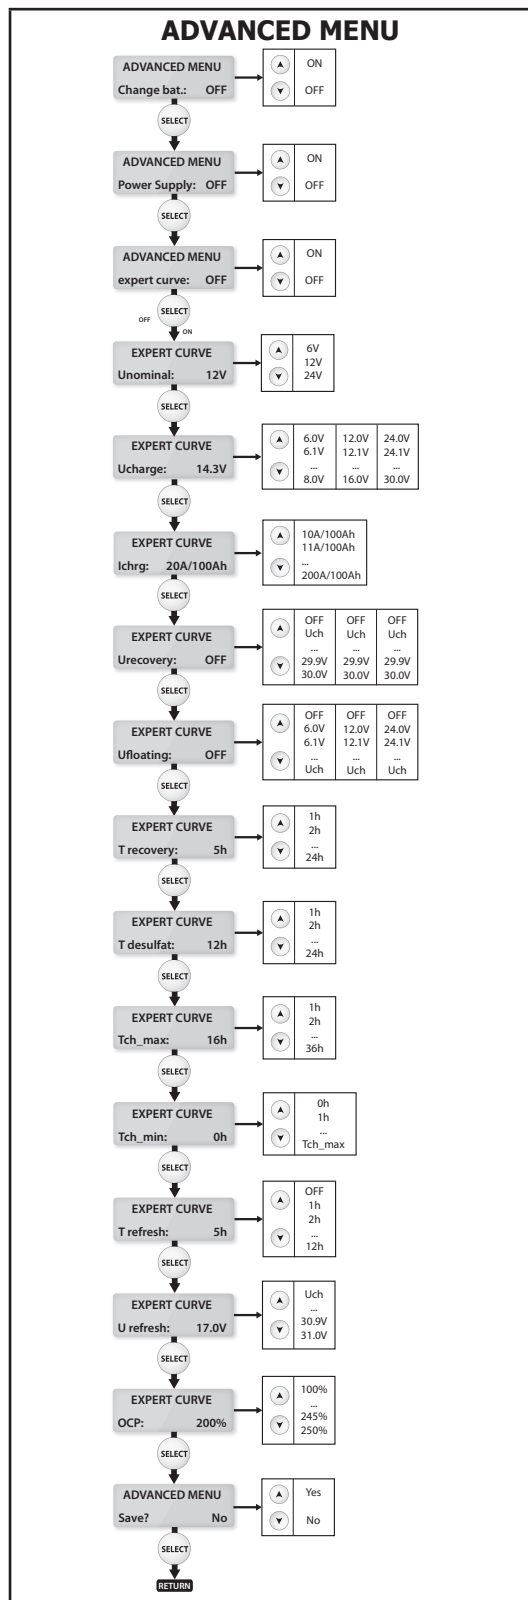 ADVANCED MENU
ADVANCED MENU
Change bat.: OFF
ON
OFF
SELECT
ADVANCED MENU
Power Supply: OFF
ON
OFF
SELECT
ADVANCED MENU
expert curve: OFF
ON
OFF
SELECT
OFF
ON
EXPERT CURVE
Unominal: 12V
6V
12V
24V
SELECT
EXPERT CURVE
Ucharge: 14.3V
6.0V 12.0V 24.0V
6.1V 12.1V 24.1V
... ... ...
8.0V 16.0V 30.0V
SELECT
EXPERT CURVE
Ichrg: 20A/100Ah
10A/100Ah
11A/100Ah
...
200A/100Ah
SELECT
EXPERT CURVE
Urecovery: OFF
OFF OFF OFF
Uch Uch Uch
... ... ...
29.9V 29.9V 29.9V
30.0V 30.0V 30.0V
SELECT
EXPERT CURVE
Ufloating: OFF
OFF OFF OFF
6.0V 12.0V 24.0V
6.1V 12.1V 24.1V
... ... ...
Uch Uch Uch
SELECT
EXPERT CURVE
T recovery: 5h
1h
2h
...
24h
SELECT
EXPERT CURVE
T desulfat: 12h
1h
2h
...
24h
SELECT
EXPERT CURVE
Tch_max: 16h
1h
2h
...
36h
SELECT
EXPERT CURVE
Tch_min: 0h
0h
1h
...
Tch_max
SELECT
EXPERT CURVE
T refresh: 5h
OFF
1h
2h
...
12h
SELECT
EXPERT CURVE
U refresh: 17.0V
Uch
...
30.9V
31.0V
SELECT
EXPERT CURVE
OCP: 200%
100%
...
245%
250%
SELECT
ADVANCED MENU
Save? No
Yes
No
SELECT
RETURN